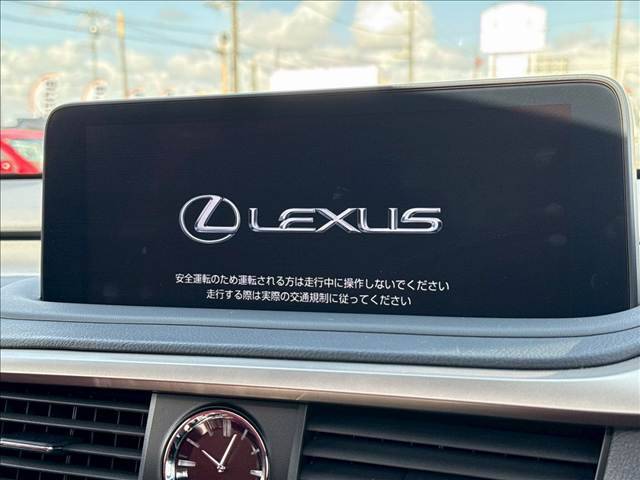 LEXUS
安全運転のため運転される方は走行中に操作しないでください
走行する際は実際の交通規制に従ってください